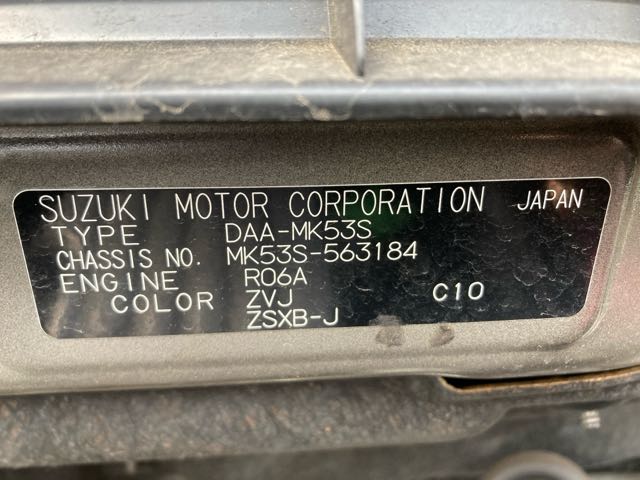 SUZUKI MOTOR CORPORATION JAPAN
TYPE DAA-MK53S
CHASSIS NO. MK53S-563184
ENGINE R06A
COLOR ZVJ C10
ZSXB-J